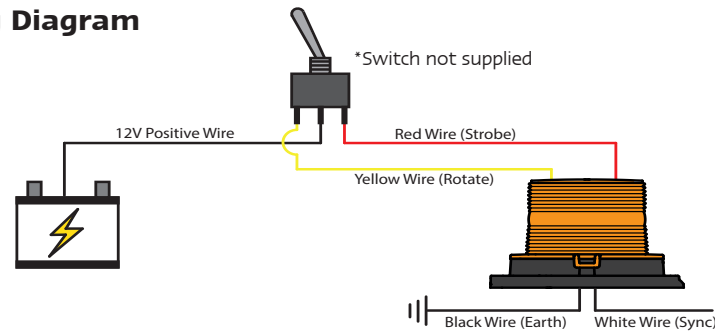 Diagram
*Switch not supplied
12V Positive Wire
Red Wire (Strobe)
Yellow Wire (Rotate)
Black Wire (Earth)
White Wire (Sync)